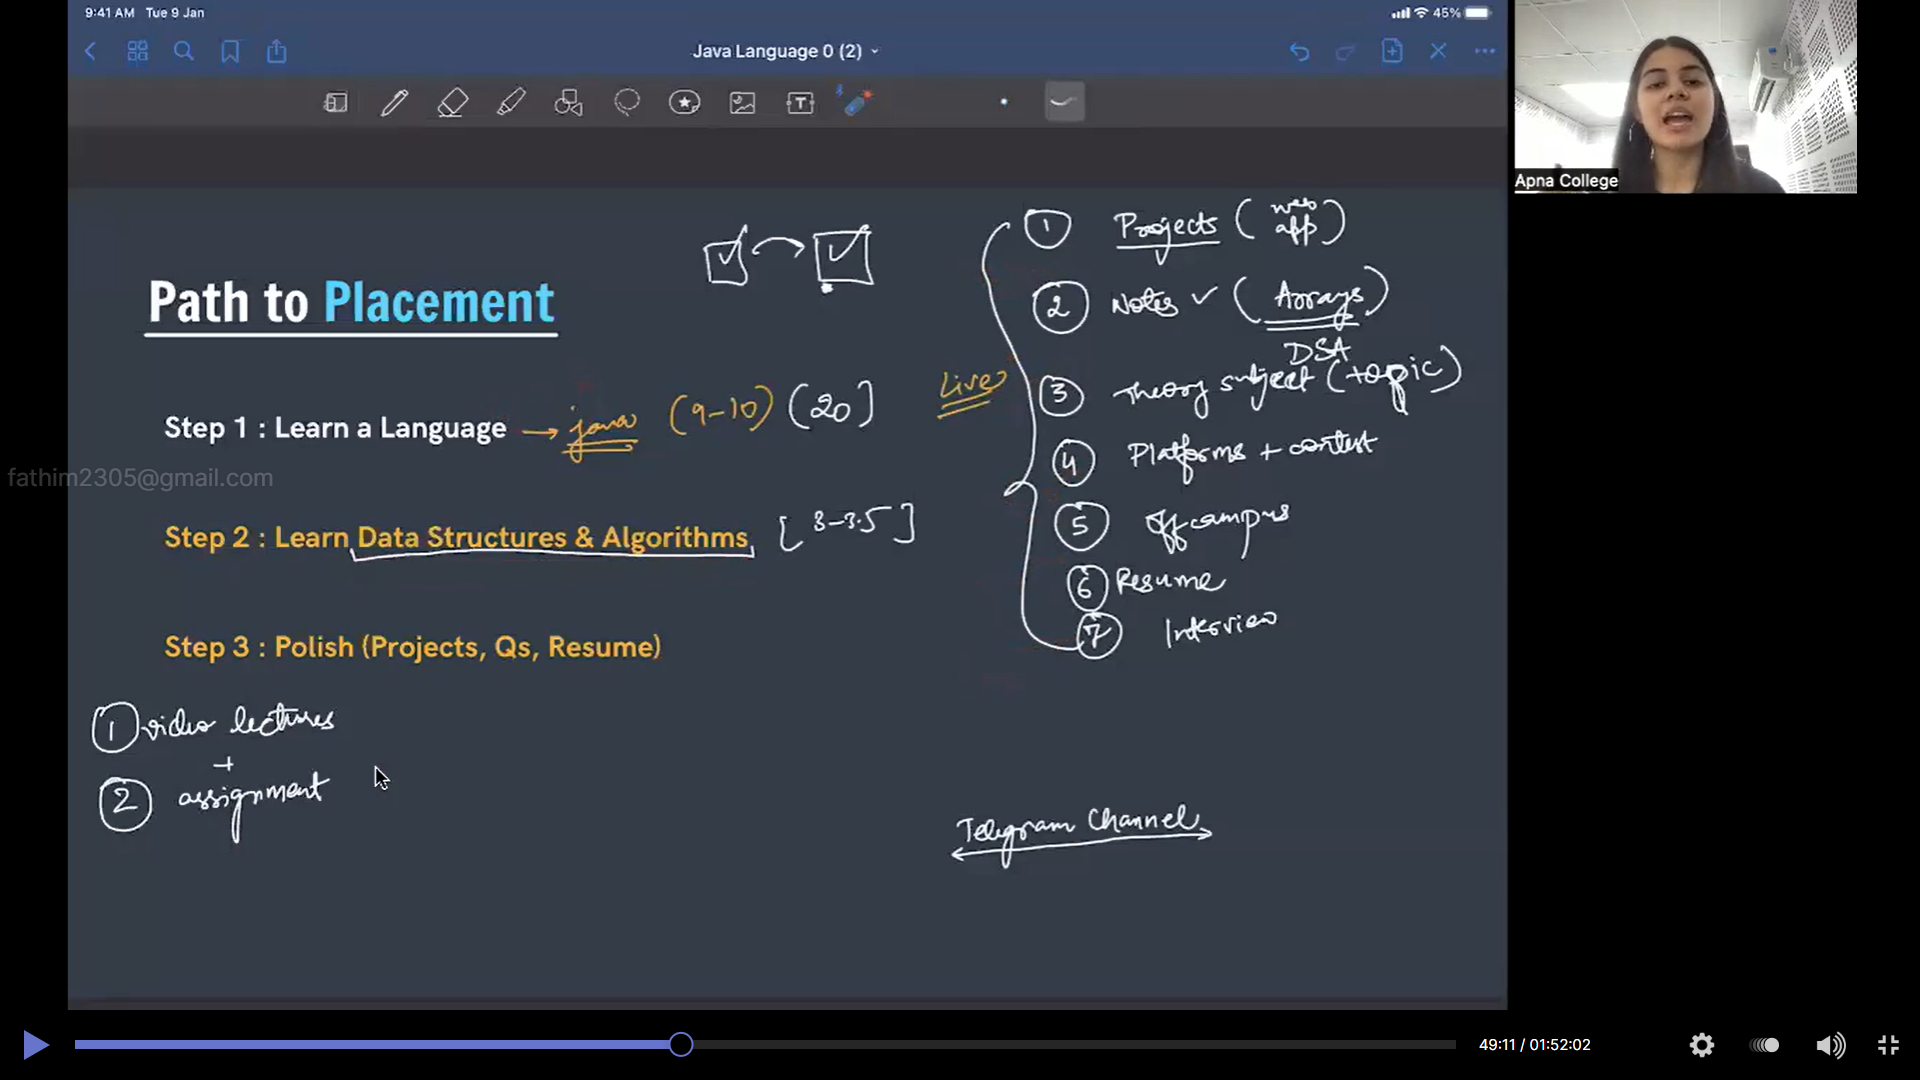 9:41 AM Tue 9 Jan
45%
Java Language 0 (2)
Apna College
Path to Placement
Step 1 : Learn a Language → java (9-10) (20]
fathim2305@gmail.com
Step 2 : Learn Data Structures & Algorithms [3-3.5]
Step 3 : Polish (Projects, Qs, Resume)
1 video lectures
+
2 assignment
Live
1 Projects (web app)
2 Notes ✓ (Arrays)
DSA
3 Theory subject (topic)
4 Platforms + contest
5 Off campus
6 Resume
7 Interview
Telegram Channel
49:11 / 01:52:02